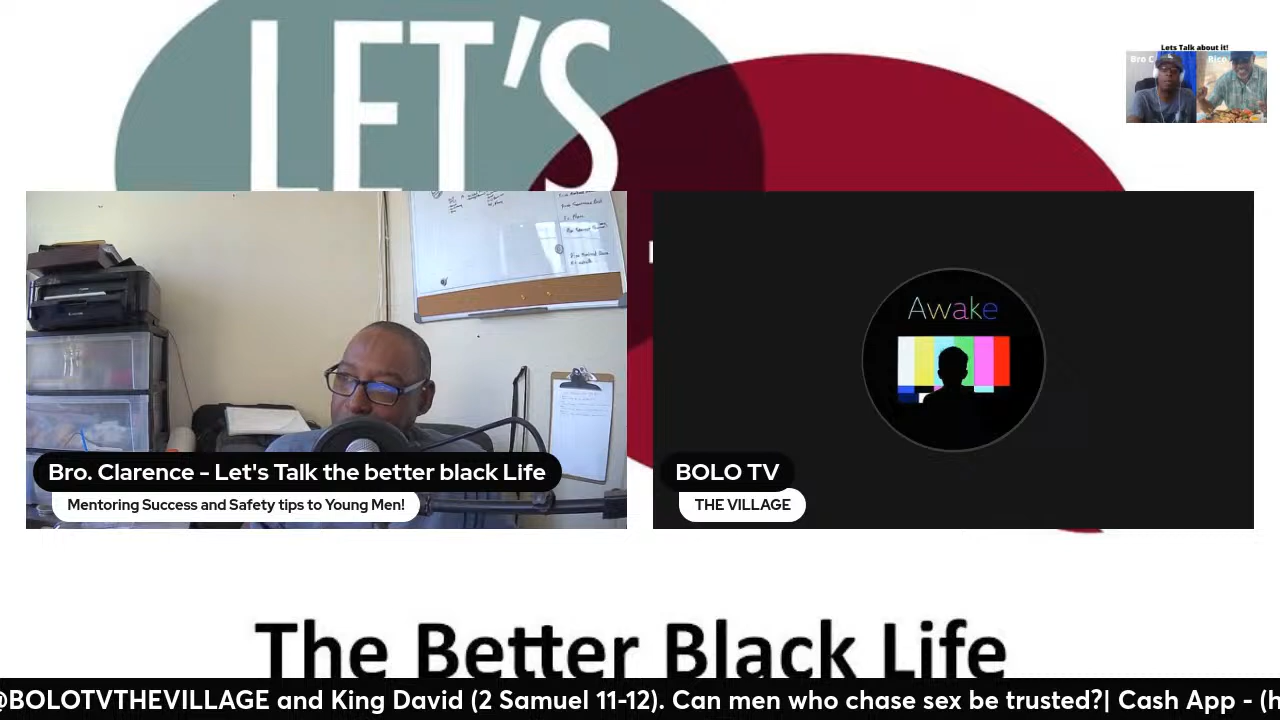 LET'S
Lets Talk about it!
Bro C
Rico
Awake
Bro. Clarence - Let's Talk the better black Life
Mentoring Success and Safety tips to Young Men!
BOLO TV
THE VILLAGE
The Better Black Life
@BOLOTVTHEVILLAGE and King David (2 Samuel 11-12). Can men who chase sex be trusted?| Cash App - (h